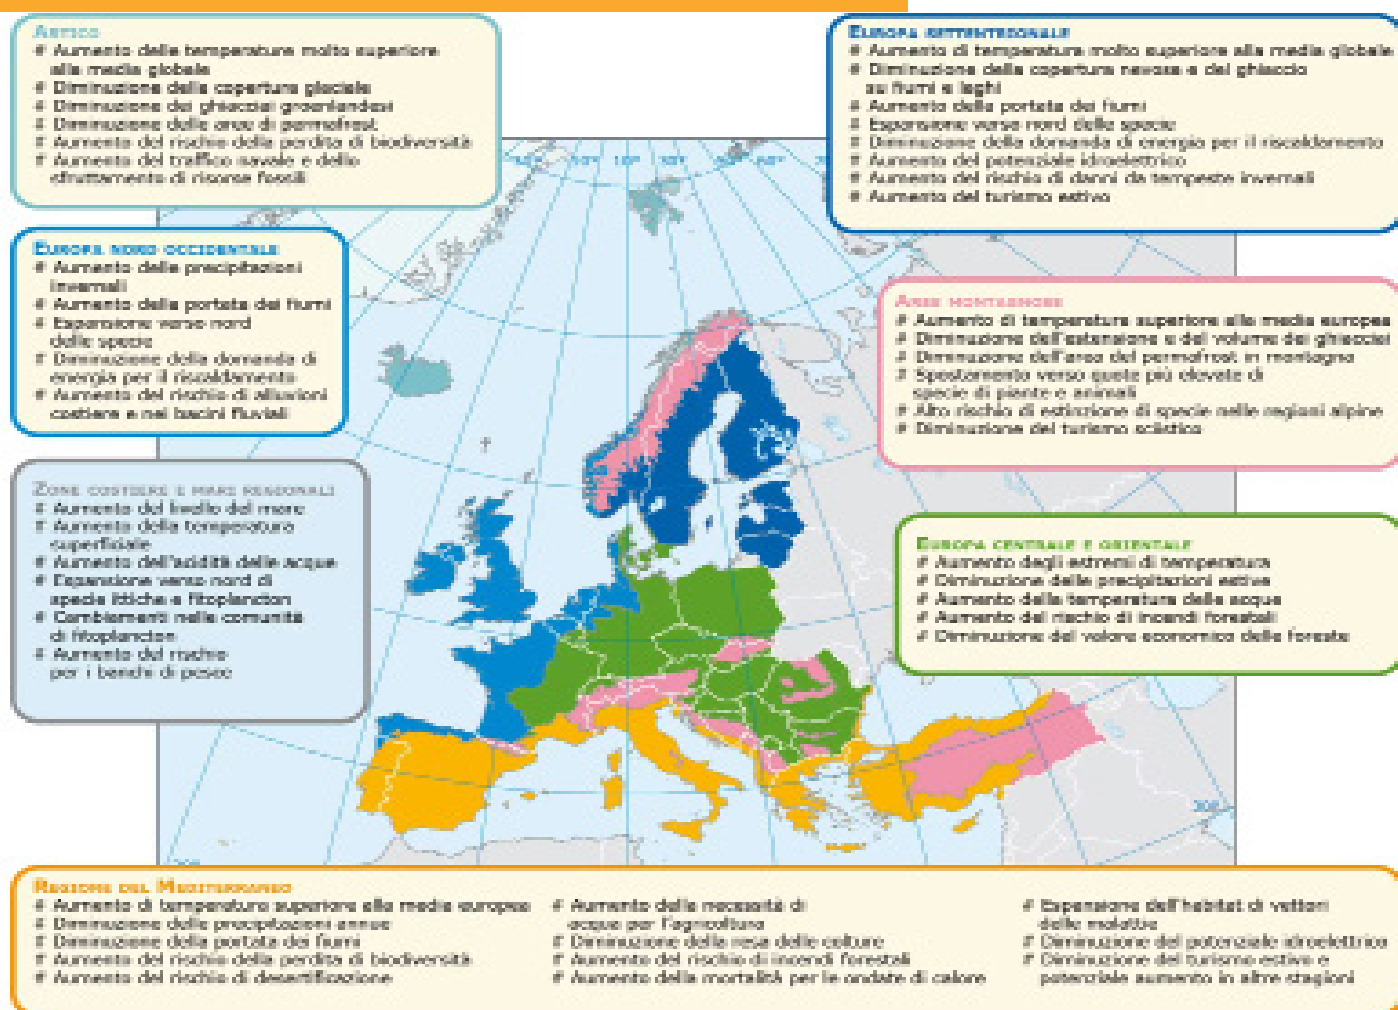 ARTICO
# Aumento delle temperature molto superiore
alla media globale
# Diminuzione della copertura glaciale
# Diminuzione dei ghiacciai groenlandesi
# Diminuzione delle aree di permafrost
# Aumento del rischio della perdita di biodiversità
# Aumento del traffico navale e dello
sfruttamento di risorse fossili
EUROPA SETTENTRIONALE
# Aumento di temperatura molto superiore alla media globale
# Diminuzione della copertura nevosa e del ghiaccio
su fiumi e laghi
# Aumento della portata dei fiumi
# Espansione verso nord delle specie
# Diminuzione della domanda di energia per il riscaldamento
# Aumento del potenziale idroelettrico
# Aumento del rischio di danni da tempeste invernali
# Aumento del turismo estivo
10° 30° 60°
EUROPA NORD OCCIDENTALE
# Aumento delle precipitazioni
invernali
# Aumento della portata dei fiumi
# Espansione verso nord
delle specie
# Diminuzione della domanda di
energia per il riscaldamento
# Aumento del rischio di alluvioni
costiere e nei bacini fluviali
AREE MONTAGNOSE
# Aumento di temperatura superiore alla media europea
# Diminuzione dell'estensione e del volume dei ghiacciai
# Diminuzione dell'area del permafrost in montagna
# Spostamento verso quote più elevate di
specie di piante e animali
# Alto rischio di estinzione di specie nelle regioni alpine
# Diminuzione del turismo sciistico
ZONE COSTIERE E MARI REGIONALI
# Aumento del livello del mare
# Aumento della temperatura
superficiale
# Aumento dell'acidità delle acque
# Espansione verso nord di
specie ittiche e fitoplancton
# Cambiamenti nelle comunità
di fitoplancton
# Aumento del rischio
per i banchi di pesce
EUROPA CENTRALE E ORIENTALE
# Aumento degli estremi di temperatura
# Diminuzione delle precipitazioni estive
# Aumento della temperatura delle acque
# Aumento del rischio di incendi forestali
# Diminuzione del valore economico delle foreste
REGIONE DEL MEDITERRANEO
# Aumento di temperatura superiore alla media europea
# Diminuzione delle precipitazioni annue
# Diminuzione della portata dei fiumi
# Aumento del rischio della perdita di biodiversità
# Aumento del rischio di desertificazione
# Aumento della necessità di
acqua per l'agricoltura
# Diminuzione della resa delle colture
# Aumento del rischio di incendi forestali
# Aumento della mortalità per le ondate di calore
# Espansione dell'habitat di vettori
delle malattie
# Diminuzione del potenziale idroelettrico
# Diminuzione del turismo estivo e
potenziale aumento in altre stagioni